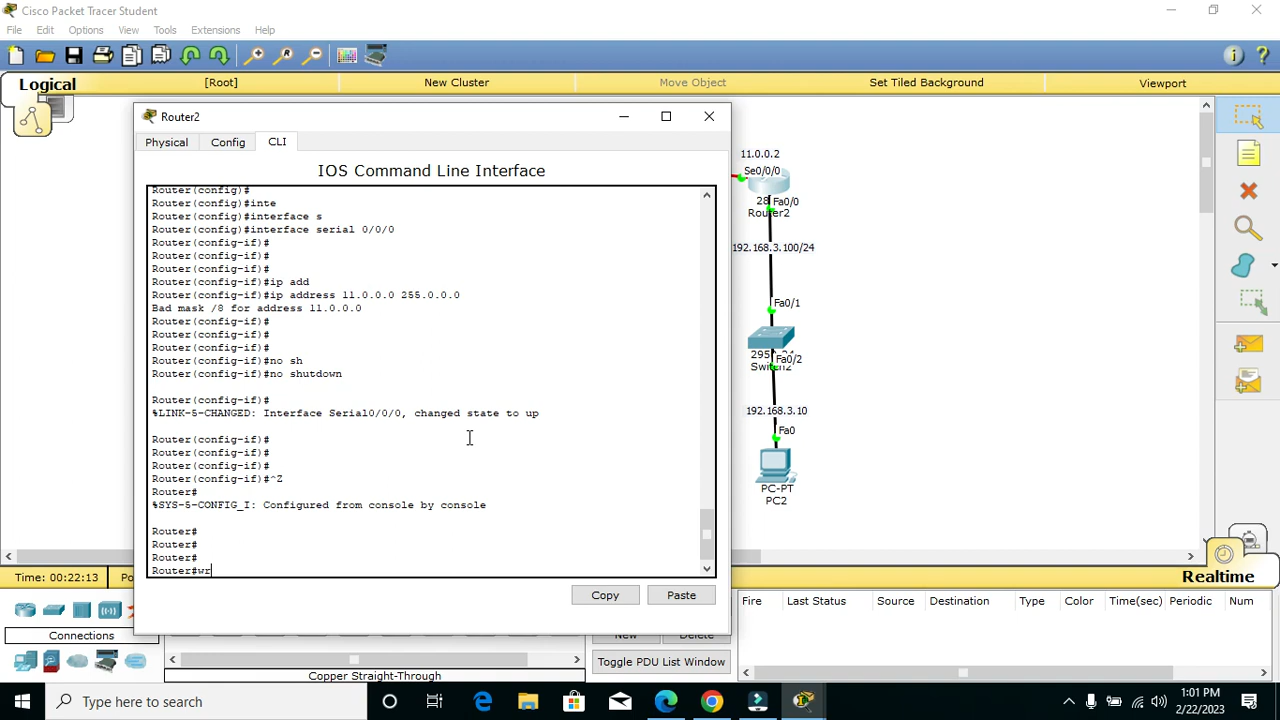 Cisco Packet Tracer Student
File Edit Options View Tools Extensions Help
Logical [Root] New Cluster Move Object Set Tiled Background Viewport
Router2
Physical Config CLI
IOS Command Line Interface
Router(config)#
Router(config)#inte
Router(config)#interface s
Router(config)#interface serial 0/0/0
Router(config-if)#
Router(config-if)#
Router(config-if)#
Router(config-if)#ip add
Router(config-if)#ip address 11.0.0.0 255.0.0.0
Bad mask /8 for address 11.0.0.0
Router(config-if)#
Router(config-if)#
Router(config-if)#
Router(config-if)#no sh
Router(config-if)#no shutdown
Router(config-if)#
%LINK-5-CHANGED: Interface Serial0/0/0, changed state to up
Router(config-if)#
Router(config-if)#
Router(config-if)#
Router(config-if)#^Z
Router#
%SYS-5-CONFIG_I: Configured from console by console
Router#
Router#
Router#
Router#wr
Copy Paste
11.0.0.2
Se0/0/0
28 Fa0/0
Router2
192.168.3.100/24
Fa0/1
295
Fa0/2
Switch2
192.168.3.10
Fa0
PC-PT
PC2
Time: 00:22:13
Realtime
Connections
Copper Straight-Through
New Delete
Toggle PDU List Window
Fire Last Status Source Destination Type Color Time(sec) Periodic Num
Type here to search
1:01 PM
2/22/2023